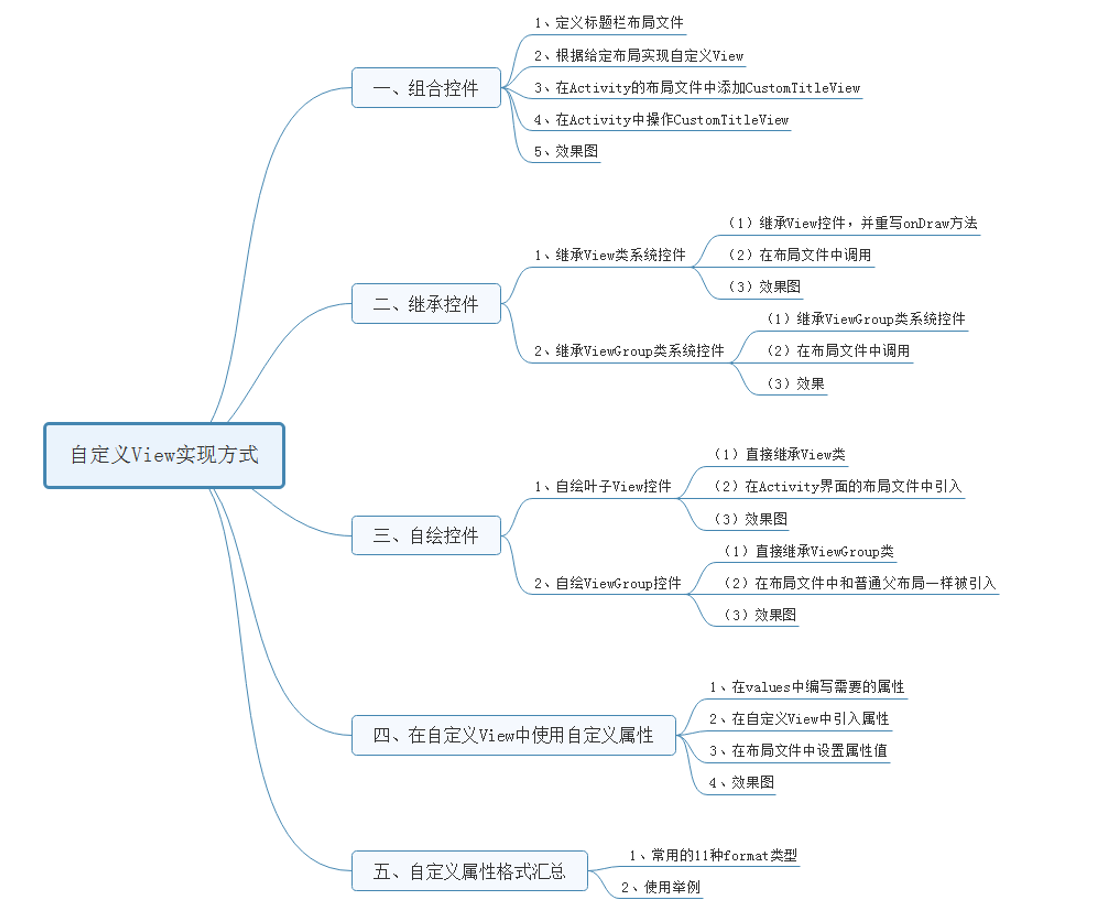 自定义View实现方式
一、组合控件
1、定义标题栏布局文件
2、根据给定布局实现自定义View
3、在Activity的布局文件中添加CustomTitleView
4、在Activity中操作CustomTitleView
5、效果图
二、继承控件
1、继承View类系统控件
（1）继承View控件，并重写onDraw方法
（2）在布局文件中调用
（3）效果图
2、继承ViewGroup类系统控件
（1）继承ViewGroup类系统控件
（2）在布局文件中调用
（3）效果
三、自绘控件
1、自绘叶子View控件
（1）直接继承View类
（2）在Activity界面的布局文件中引入
（3）效果图
2、自绘ViewGroup控件
（1）直接继承ViewGroup类
（2）在布局文件中和普通父布局一样被引入
（3）效果图
四、在自定义View中使用自定义属性
1、在values中编写需要的属性
2、在自定义View中引入属性
3、在布局文件中设置属性值
4、效果图
五、自定义属性格式汇总
1、常用的11种format类型
2、使用举例